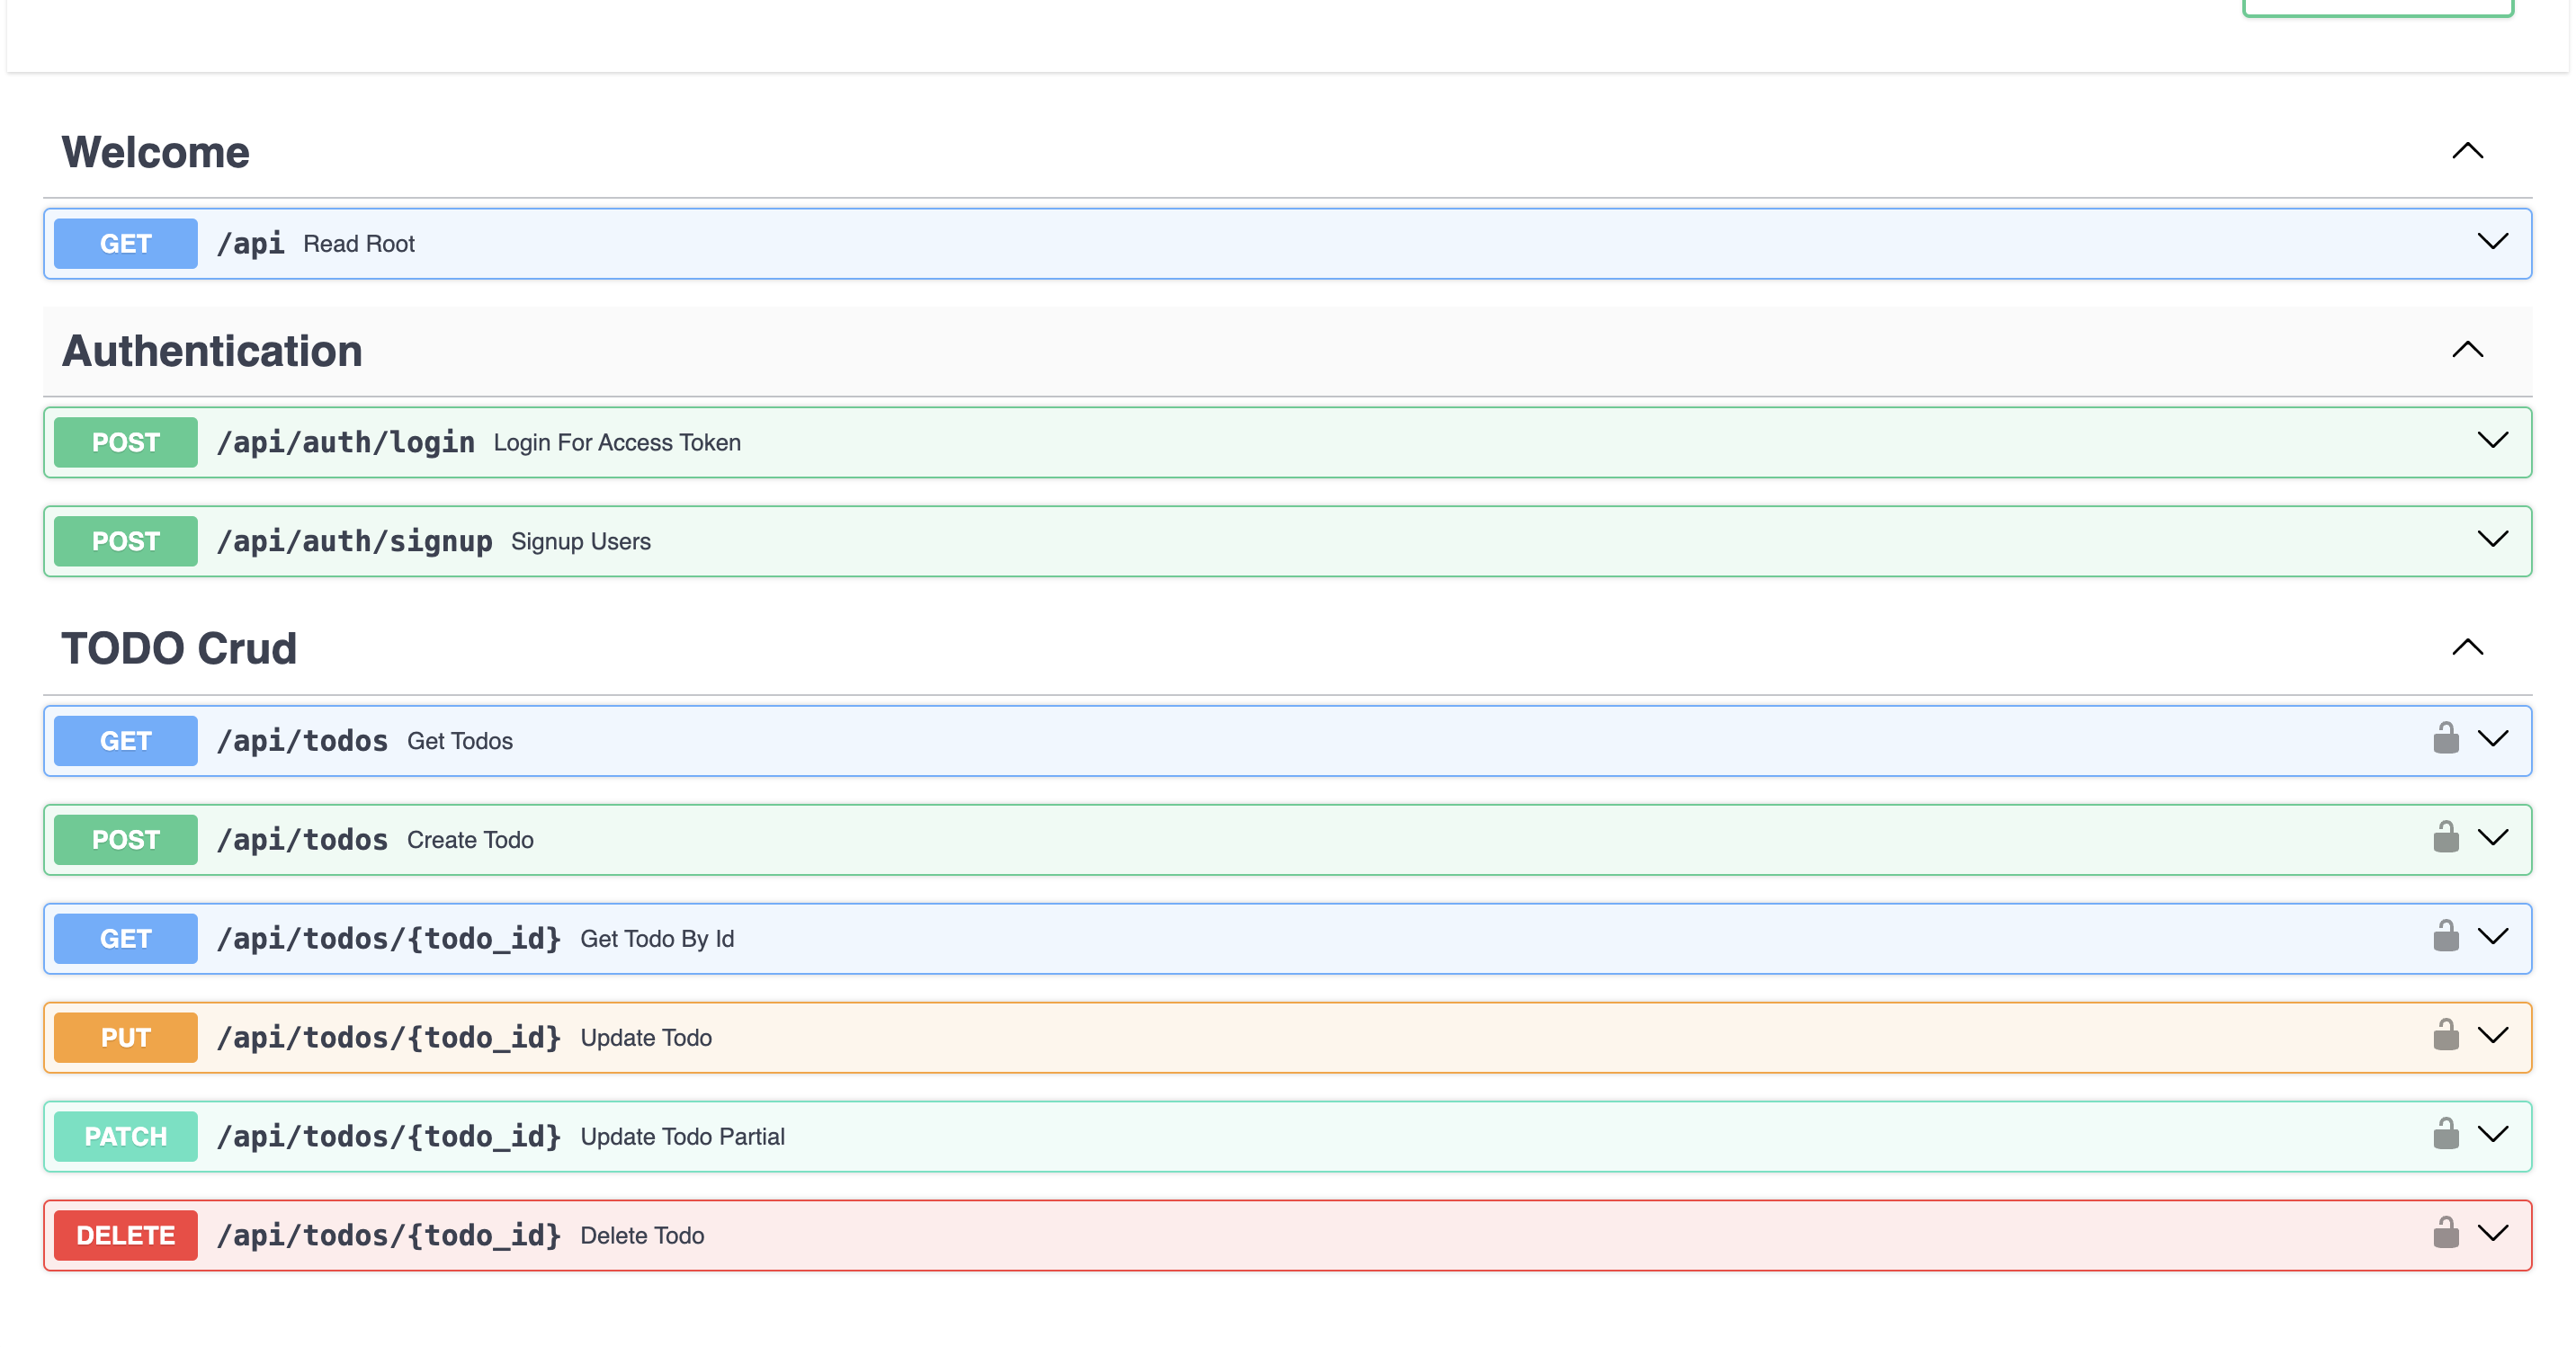 Welcome
GET /api Read Root
Authentication
POST /api/auth/login Login For Access Token
POST /api/auth/signup Signup Users
TODO Crud
GET /api/todos Get Todos
POST /api/todos Create Todo
GET /api/todos/{todo_id} Get Todo By Id
PUT /api/todos/{todo_id} Update Todo
PATCH /api/todos/{todo_id} Update Todo Partial
DELETE /api/todos/{todo_id} Delete Todo